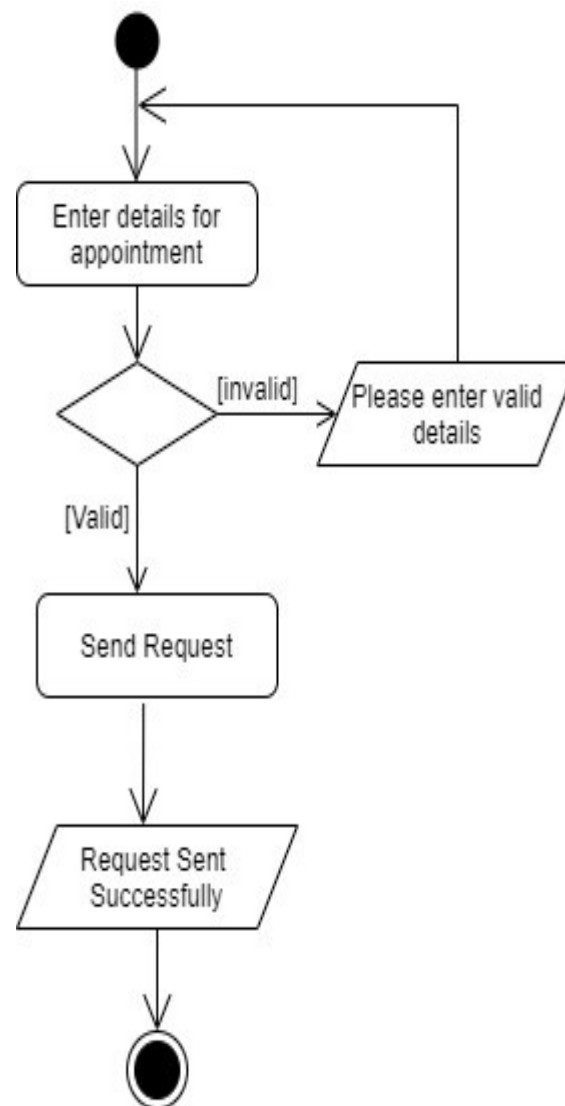 Enter details for
appointment
[invalid]
Please enter valid
details
[Valid]
Send Request
Request Sent
Successfully